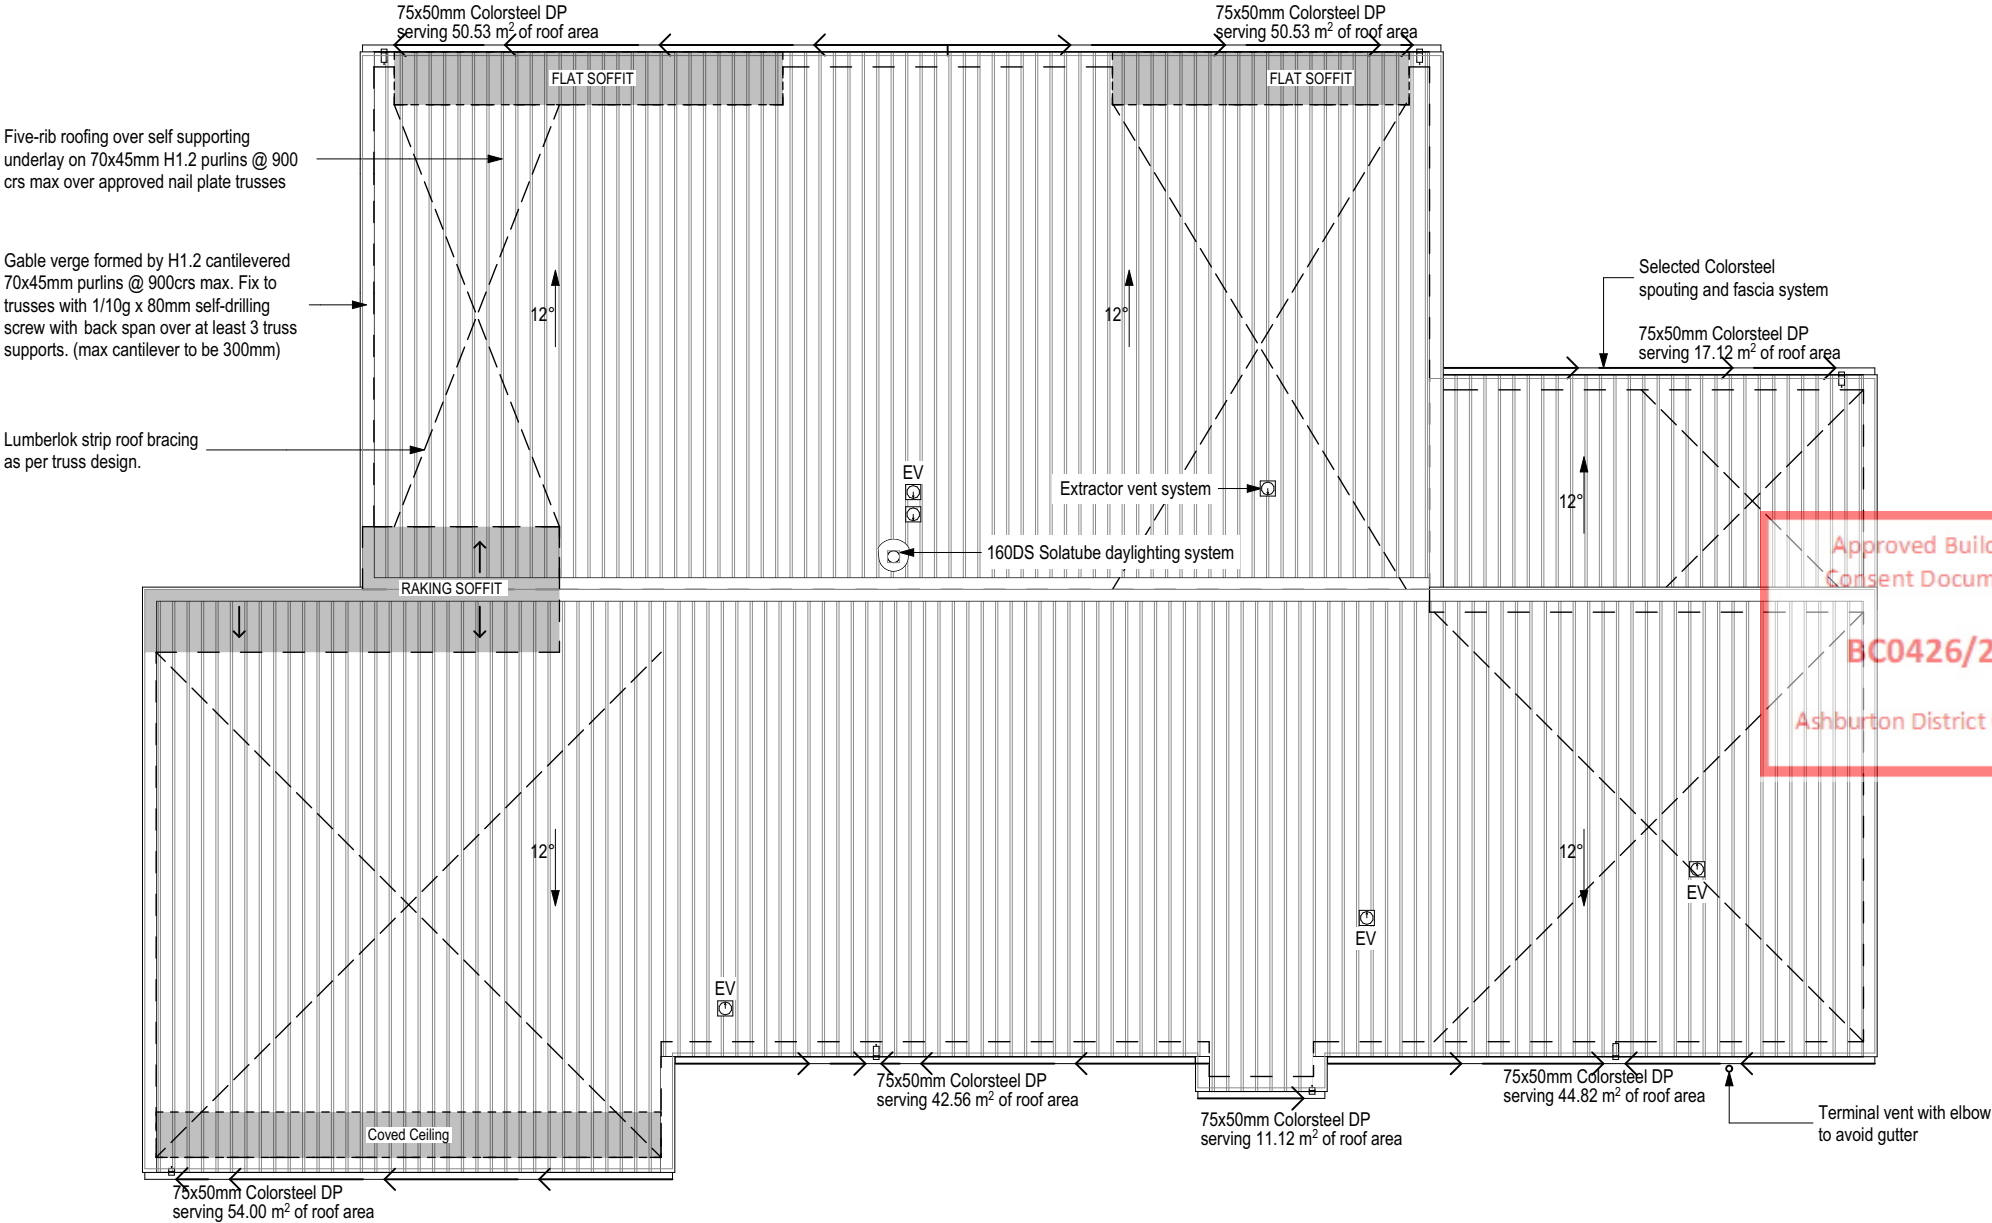 75x50mm Colorsteel DP
serving 50.53 m² of roof area
75x50mm Colorsteel DP
serving 50.53 m² of roof area
FLAT SOFFIT
FLAT SOFFIT
Five-rib roofing over self supporting
underlay on 70x45mm H1.2 purlins @ 900
crs max over approved nail plate trusses
Gable verge formed by H1.2 cantilevered
70x45mm purlins @ 900crs max. Fix to
trusses with 1/10g x 80mm self-drilling
screw with back span over at least 3 truss
supports. (max cantilever to be 300mm)
12°
12°
Selected Colorsteel
spouting and fascia system
75x50mm Colorsteel DP
serving 17.12 m² of roof area
Lumberlok strip roof bracing
as per truss design.
EV
Extractor vent system
12°
160DS Solatube daylighting system
RAKING SOFFIT
Approved Build
Consent Docum
BC0426/2
Ashburton District
12°
12°
EV
EV
EV
75x50mm Colorsteel DP
serving 42.56 m² of roof area
75x50mm Colorsteel DP
serving 44.82 m² of roof area
75x50mm Colorsteel DP
serving 11.12 m² of roof area
Terminal vent with elbow
to avoid gutter
Coved Ceiling
75x50mm Colorsteel DP
serving 54.00 m² of roof area